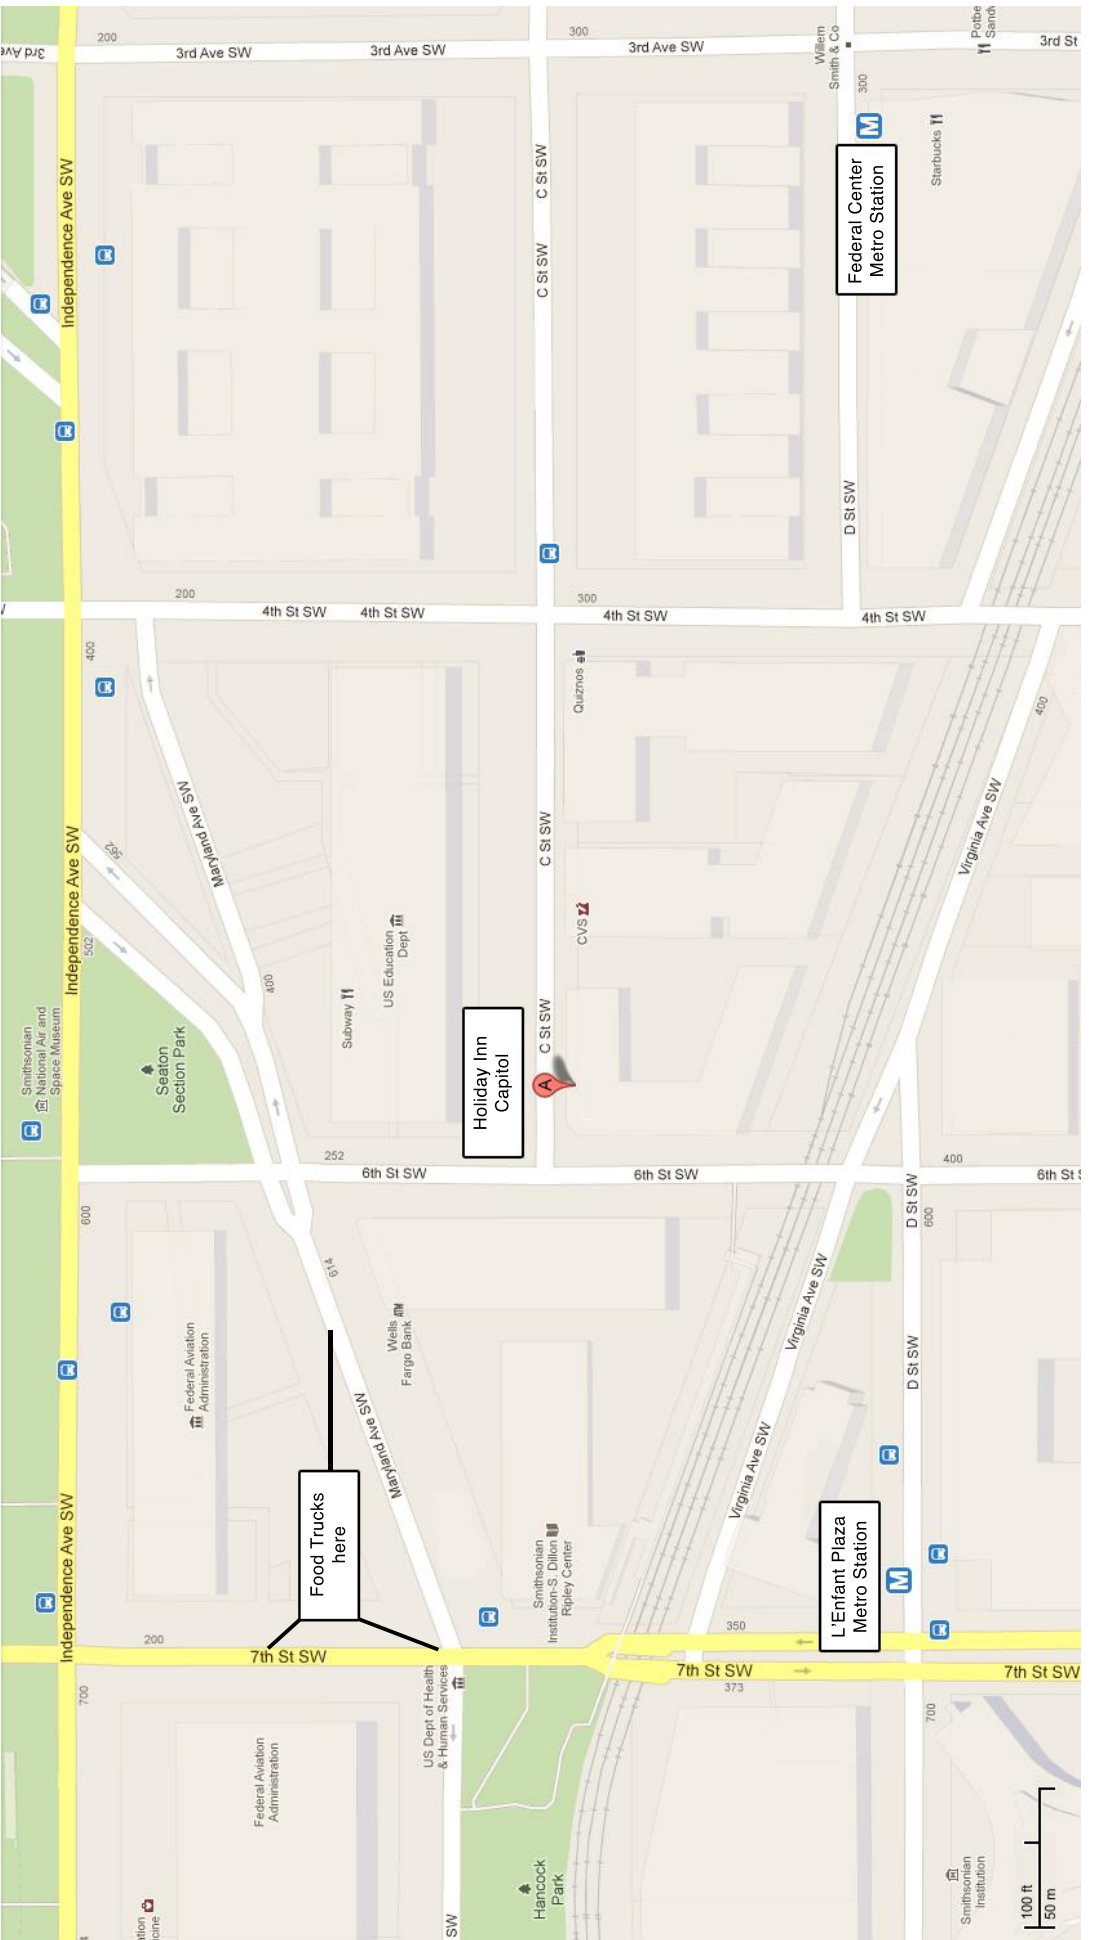 Smithsonian
National Air and
Space Museum
3rd Ave
Independence Ave SW
Independence Ave SW
Independence Ave SW
700
600
502
400
562
200
200
200
Seaton
Section Park
Federal Aviation
Administration
Maryland Ave SW
3rd Ave SW
3rd Ave SW
Federal Aviation
Administration
7th St SW
400
4th St SW
4th St SW
Food Trucks
here
614
252
Subway
US Education
Dept
6th St SW
Maryland Ave SW
Wells
Fargo Bank
US Dept of Health
& Human Services
SW
Holiday Inn
Capitol
Hancock
Park
Smithsonian
Institution-S. Dillon
Ripley Center
A
C St SW
C St SW
C St SW
C St SW
CVS
Quiznos
300
300
6th St SW
4th St SW
3rd Ave SW
7th St SW
373
350
Virginia Ave SW
Virginia Ave SW
L'Enfant Plaza
Metro Station
M
Willem
Smith & Co
D St SW
Federal Center
Metro Station
M
300
4th St SW
D St SW
D St SW
700
600
Starbucks
400
Smithsonian
Institution
Virginia Ave SW
400
7th St SW
6th St
3rd St
100 ft
50 m